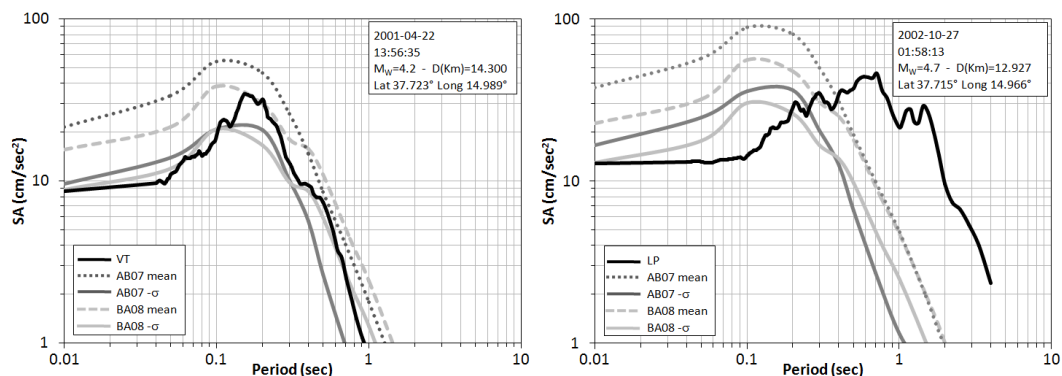 100
10
1
SA (cm/sec²)
2001-04-22
13:56:35
M_W=4.2 - D(Km)=14.300
Lat 37.723° Long 14.989°
VT
AB07 mean
AB07 -σ
BA08 mean
BA08 -σ
0.01 0.1 1 10
Period (sec)
100
10
1
SA (cm/sec²)
2002-10-27
01:58:13
M_W=4.7 - D(Km)=12.927
Lat 37.715° Long 14.966°
LP
AB07 mean
AB07 -σ
BA08 mean
BA08 -σ
0.01 0.1 1 10
Period (sec)